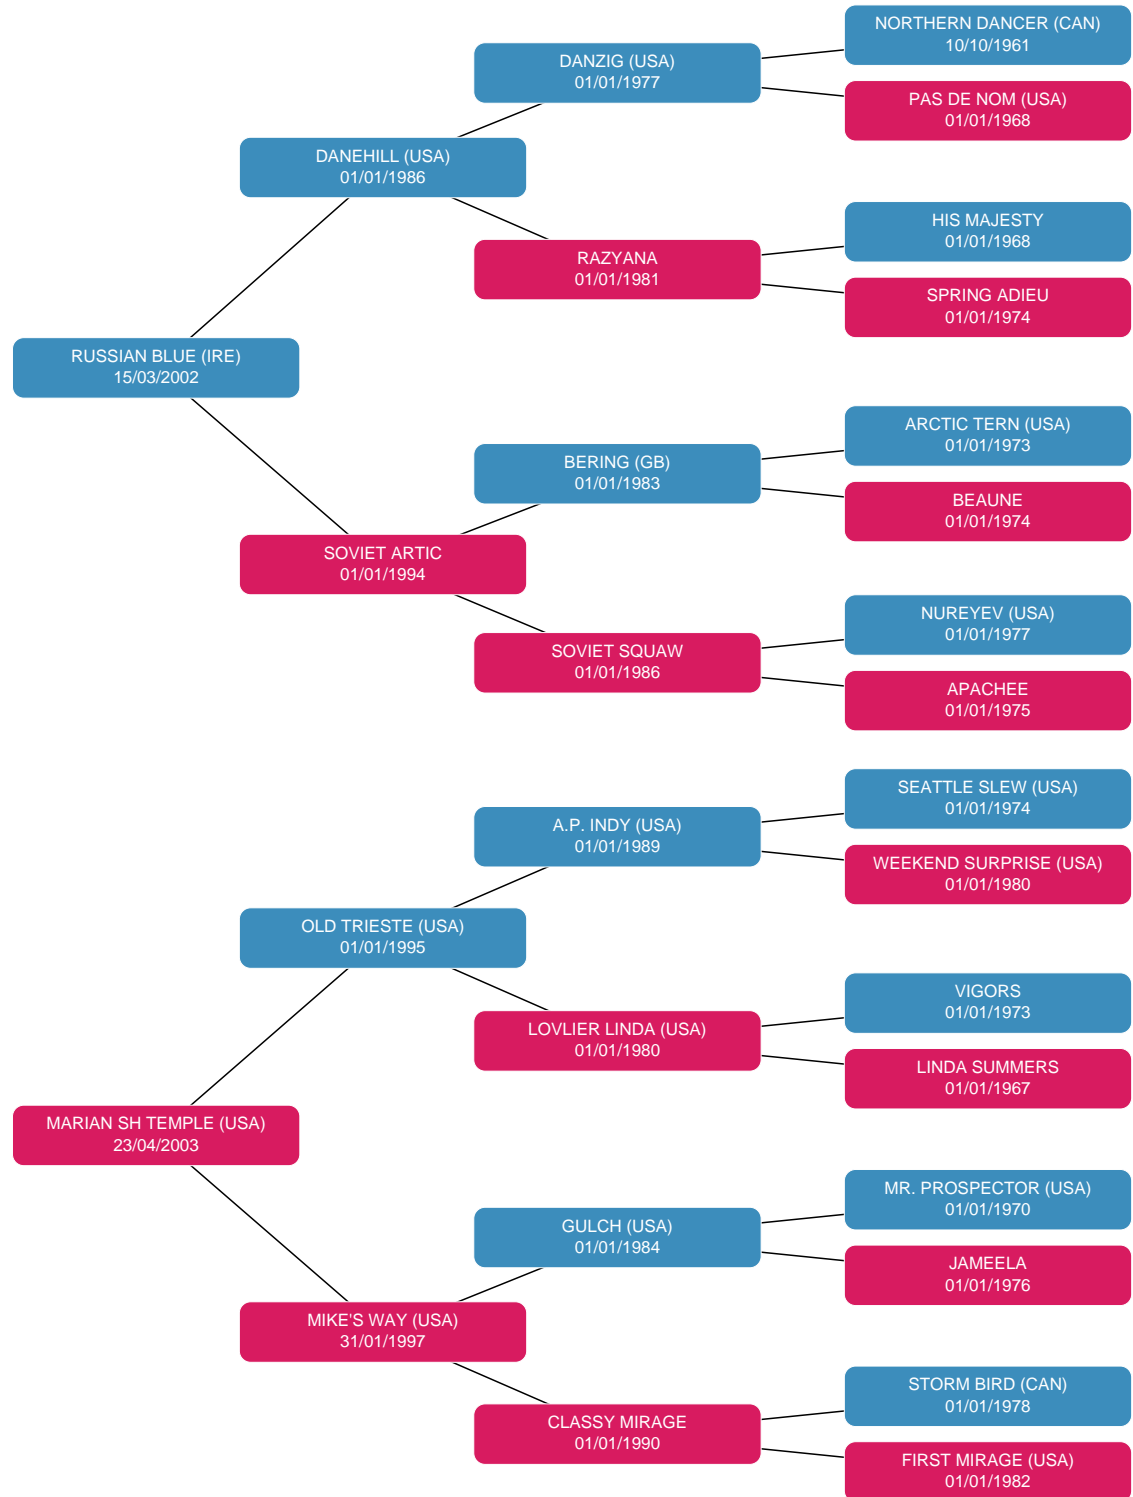 NORTHERN DANCER (CAN)
10/10/1961
DANZIG (USA)
01/01/1977
PAS DE NOM (USA)
01/01/1968
DANEHILL (USA)
01/01/1986
HIS MAJESTY
01/01/1968
RAZYANA
01/01/1981
SPRING ADIEU
01/01/1974
RUSSIAN BLUE (IRE)
15/03/2002
ARCTIC TERN (USA)
01/01/1973
BERING (GB)
01/01/1983
BEAUNE
01/01/1974
SOVIET ARTIC
01/01/1994
NUREYEV (USA)
01/01/1977
SOVIET SQUAW
01/01/1986
APACHEE
01/01/1975
SEATTLE SLEW (USA)
01/01/1974
A.P. INDY (USA)
01/01/1989
WEEKEND SURPRISE (USA)
01/01/1980
OLD TRIESTE (USA)
01/01/1995
VIGORS
01/01/1973
LOVLIER LINDA (USA)
01/01/1980
LINDA SUMMERS
01/01/1967
MARIAN SH TEMPLE (USA)
23/04/2003
MR. PROSPECTOR (USA)
01/01/1970
GULCH (USA)
01/01/1984
JAMEELA
01/01/1976
MIKE'S WAY (USA)
31/01/1997
STORM BIRD (CAN)
01/01/1978
CLASSY MIRAGE
01/01/1990
FIRST MIRAGE (USA)
01/01/1982